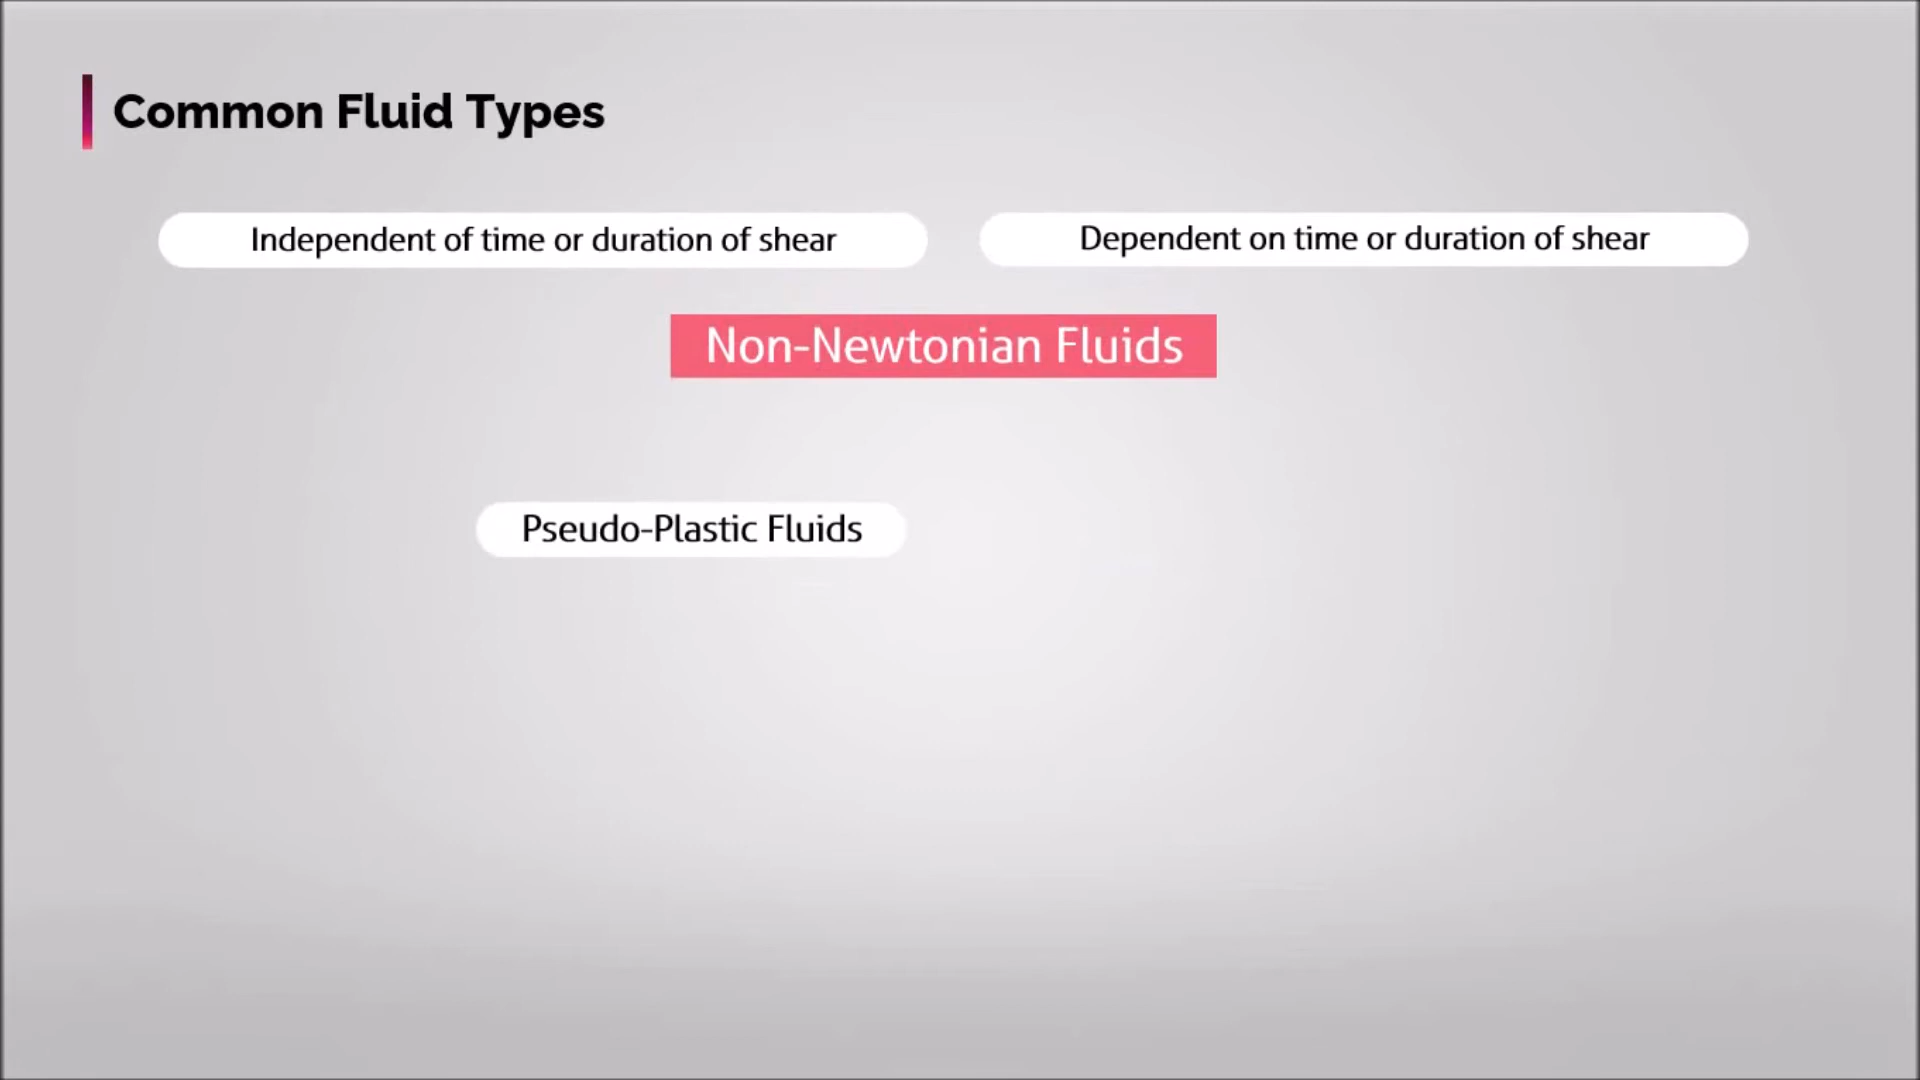 Common Fluid Types
Independent of time or duration of shear
Dependent on time or duration of shear
Non-Newtonian Fluids
Pseudo-Plastic Fluids